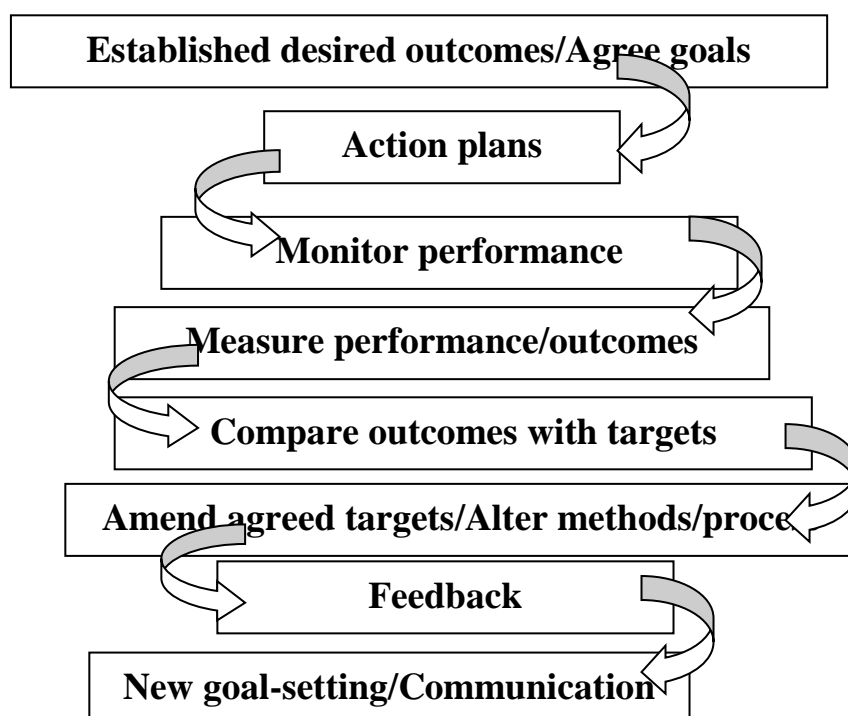 Established desired outcomes/Agree goals
Action plans
Monitor performance
Measure performance/outcomes
Compare outcomes with targets
Amend agreed targets/Alter methods/proce
Feedback
New goal-setting/Communication